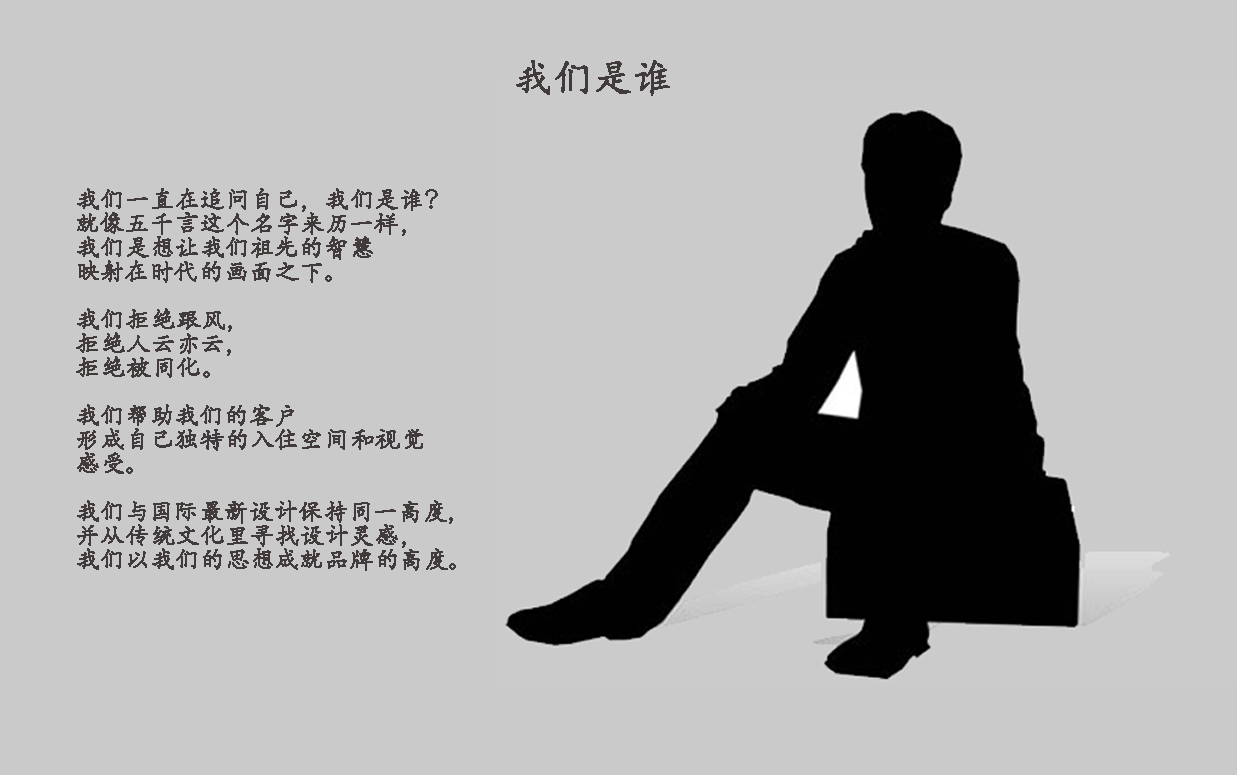 我们是谁
我们一直在追问自己，我们是谁？
就像五千言这个名字来历一样，
我们是想让我们祖先的智慧
映射在时代的画面之下。
我们拒绝跟风，
拒绝人云亦云，
拒绝被同化。
我们帮助我们的客户
形成自己独特的入住空间和视觉
感受。
我们与国际最新设计保持同一高度，
并从传统文化里寻找设计灵感，
我们以我们的思想成就品牌的高度。